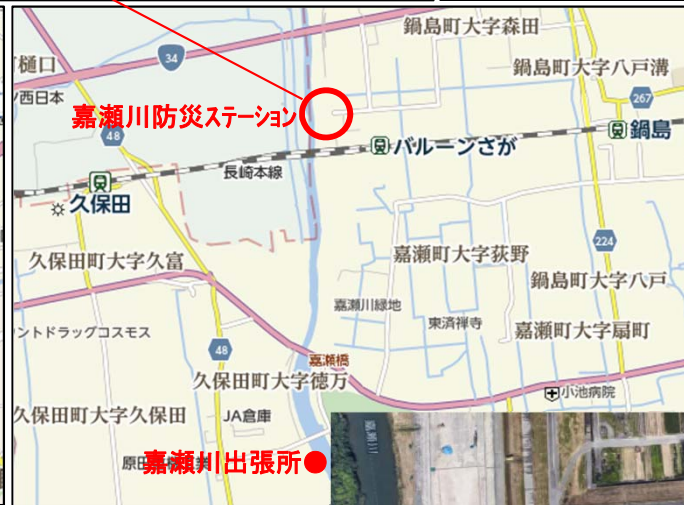 鍋島町大字森田
樋口
34
鍋島町大字八戸溝
西日本
267
嘉瀬川防災ステーション
48
鍋島
バルーンさが
長崎本線
久保田
224
久保田町大字久富
嘉瀬町大字荻野
鍋島町大字八戸
嘉瀬川緑地
東済禅寺
嘉瀬町大字扇町
ントドラッグコスモス
48
嘉瀬橋
久保田町大字徳万
小池病院
久保田町大字久保田
JA倉庫
嘉瀬川
原田
嘉瀬川出張所